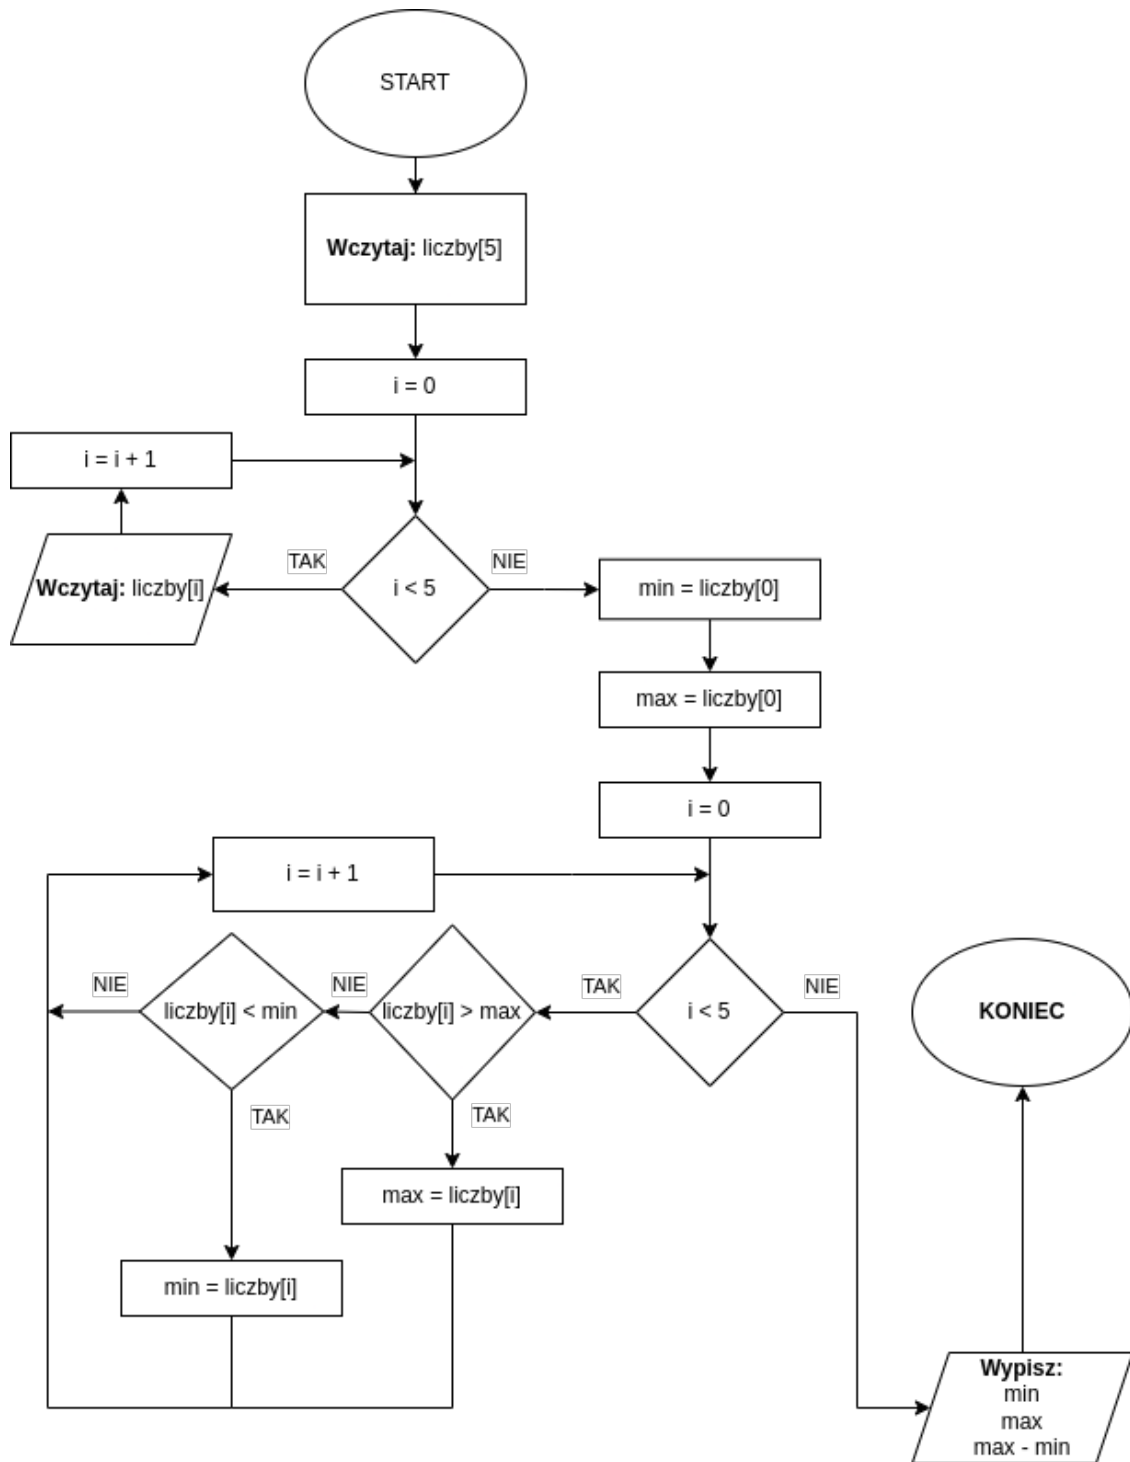 START
Wczytaj: liczby[5]
i = 0
i = i + 1
TAK
NIE
Wczytaj: liczby[i]
i < 5
min = liczby[0]
max = liczby[0]
i = 0
i = i + 1
NIE
NIE
TAK
NIE
liczby[i] < min
liczby[i] > max
i < 5
KONIEC
TAK
TAK
max = liczby[i]
min = liczby[i]
Wypisz:
min
max
max - min